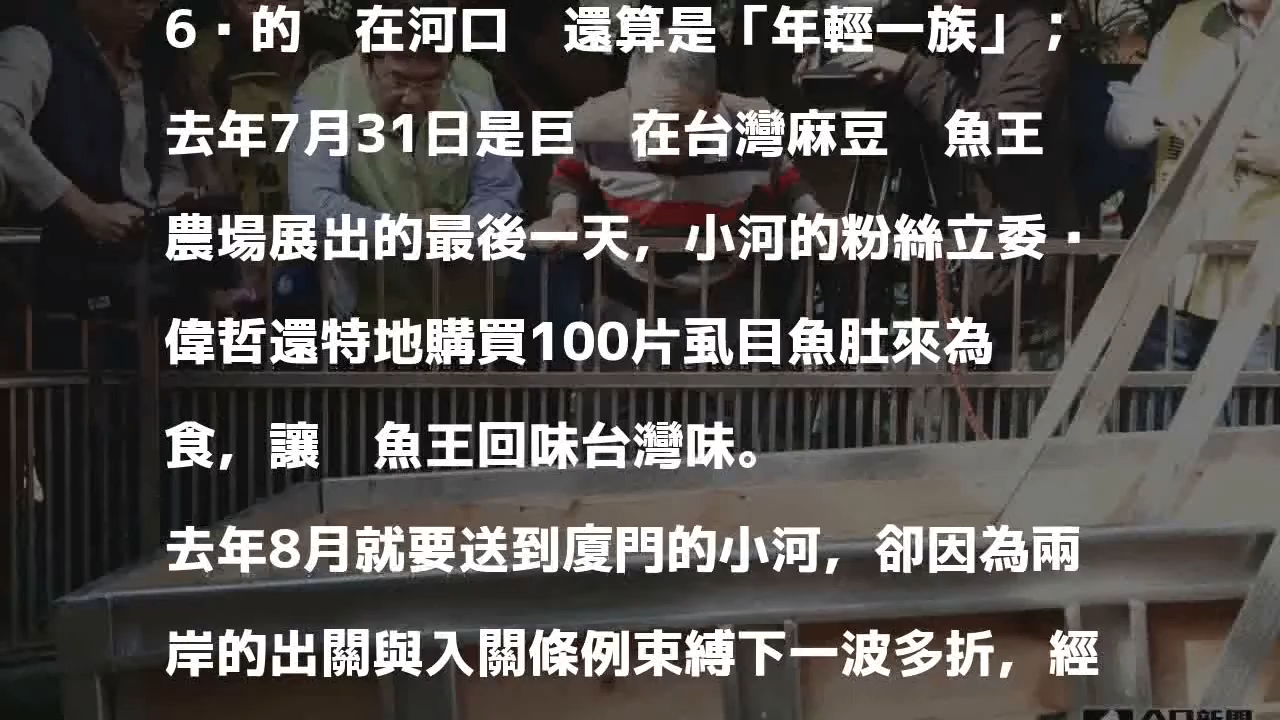 6·的　在河口　還算是「年輕一族」；
去年7月31日是巨　在台灣麻豆　魚王
農場展出的最後一天，小河的粉絲立委·
偉哲還特地購買100片虱目魚肚來為
食，讓　魚王回味台灣味。
去年8月就要送到廈門的小河，卻因為兩
岸的出關與入關條例束縛下一波多折，經
今日新聞